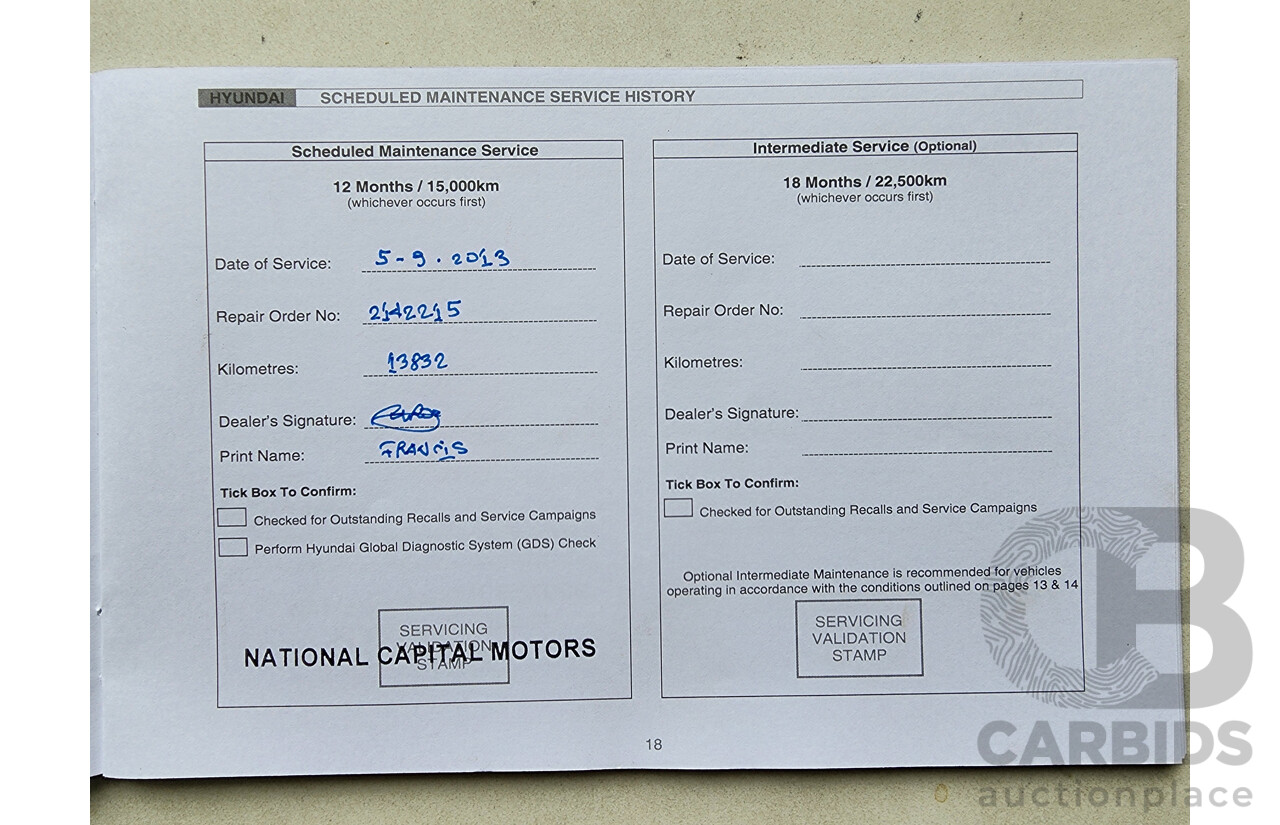 HYUNDAI SCHEDULED MAINTENANCE SERVICE HISTORY
Scheduled Maintenance Service
12 Months / 15,000km
(whichever occurs first)
Date of Service: 5-9.2013
Repair Order No: 2142215
Kilometres: 13832
Dealer's Signature:
Print Name: FRANCIS
Tick Box To Confirm:
Checked for Outstanding Recalls and Service Campaigns
Perform Hyundai Global Diagnostic System (GDS) Check
SERVICING
VALIDATION
STAMP
NATIONAL CAPITAL MOTORS
Intermediate Service (Optional)
18 Months / 22,500km
(whichever occurs first)
Date of Service:
Repair Order No:
Kilometres:
Dealer's Signature:
Print Name:
Tick Box To Confirm:
Checked for Outstanding Recalls and Service Campaigns
Optional Intermediate Maintenance is recommended for vehicles
operating in accordance with the conditions outlined on pages 13 & 14
SERVICING
VALIDATION
STAMP
18
CB
CARBIDS
auctionplace